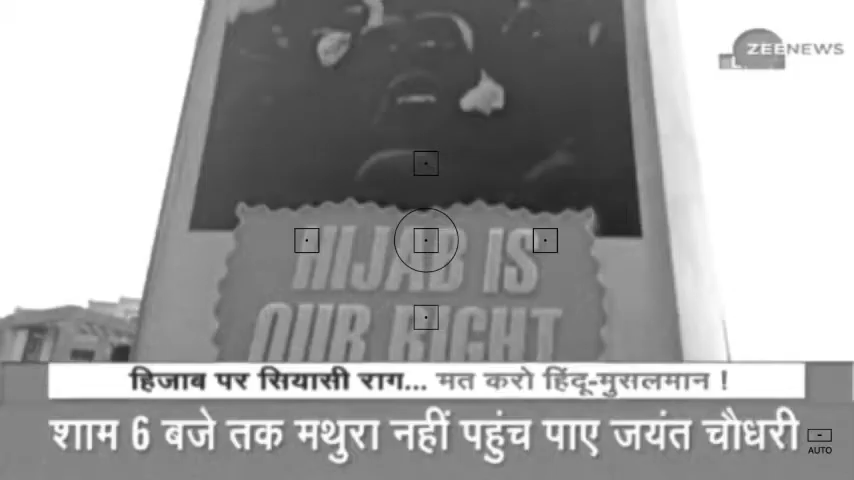 ZEENEWS
HIJAB IS
OUR RIGHT
हिजाब पर सियासी राग... मत करो हिंदू-मुसलमान !
शाम 6 बजे तक मथुरा नहीं पहुंच पाए जयंत चौधरी
AUTO